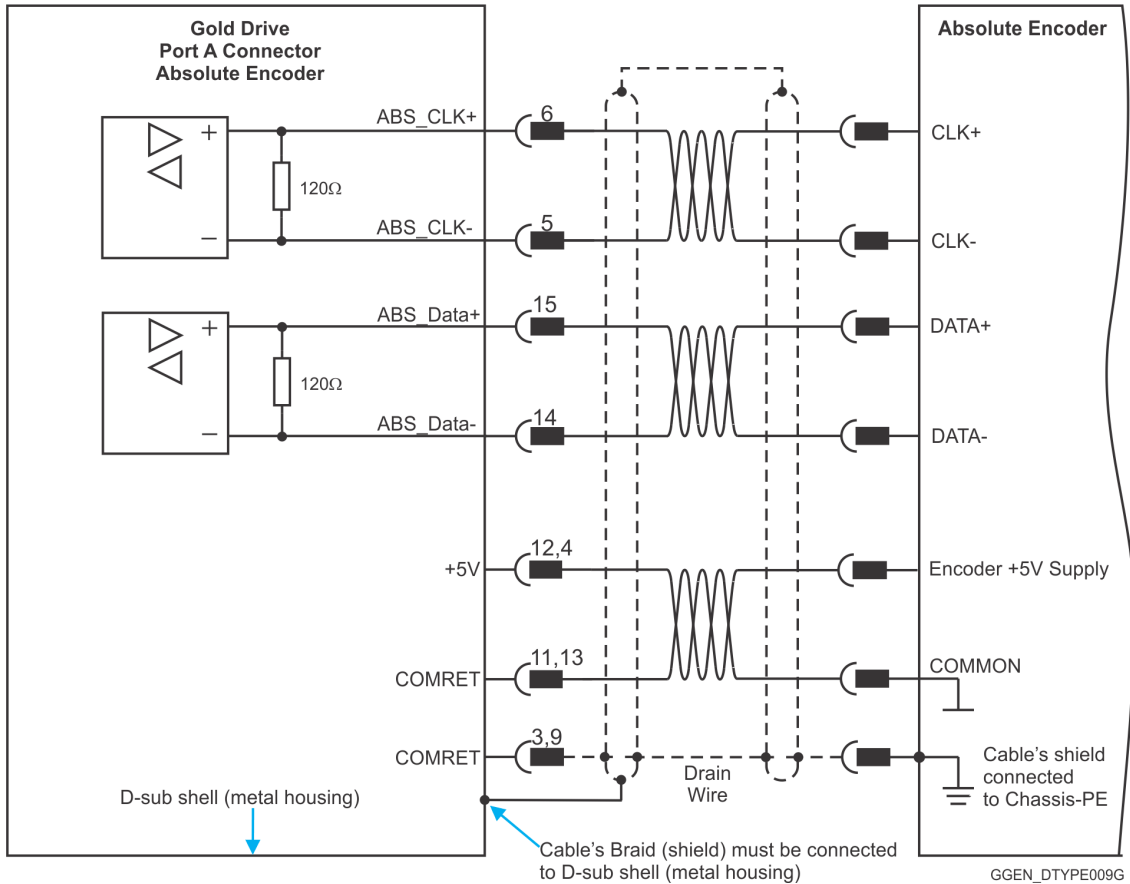 Gold Drive
Port A Connector
Absolute Encoder
Absolute Encoder
ABS_CLK+
6
CLK+
+
120Ω
ABS_CLK-
5
CLK-
–
ABS_Data+
15
DATA+
+
120Ω
ABS_Data-
14
DATA-
–
+5V
12,4
Encoder +5V Supply
COMRET
11,13
COMMON
COMRET
3,9
Drain
Wire
Cable's shield
connected
to Chassis-PE
D-sub shell (metal housing)
Cable's Braid (shield) must be connected
to D-sub shell (metal housing)
GGEN_DTYPE009G